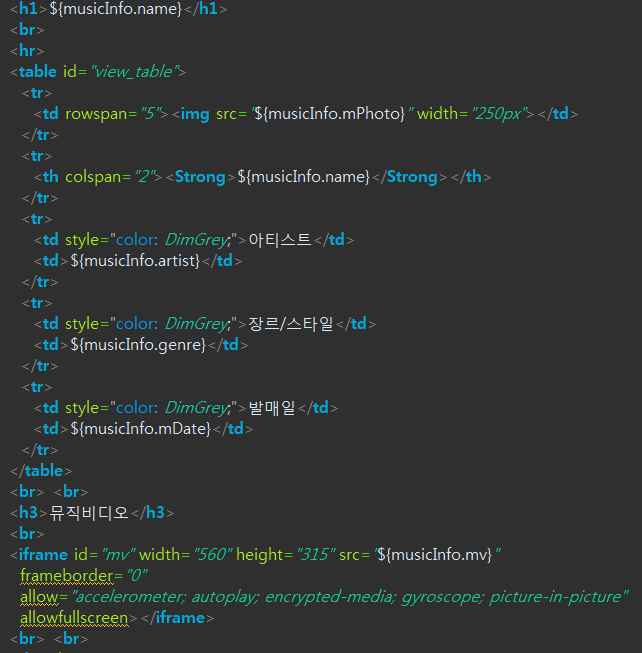 <h1>${musicInfo.name}</h1>
<br>
<hr>
<table id="view_table">
<tr>
<td rowspan="5"><img src="${musicInfo.mPhoto}" width="250px"></td>
</tr>
<tr>
<th colspan="2"><Strong>${musicInfo.name}</Strong></th>
</tr>
<tr>
<td style="color: DimGrey;">아티스트</td>
<td>${musicInfo.artist}</td>
</tr>
<tr>
<td style="color: DimGrey;">장르/스타일</td>
<td>${musicInfo.genre}</td>
</tr>
<tr>
<td style="color: DimGrey;">발매일</td>
<td>${musicInfo.mDate}</td>
</tr>
</table>
<br> <br>
<h3>뮤직비디오</h3>
<br>
<iframe id="mv" width="560" height="315" src="${musicInfo.mv}"
frameborder="0"
allow="accelerometer; autoplay; encrypted-media; gyroscope; picture-in-picture"
allowfullscreen></iframe>
<br> <br>